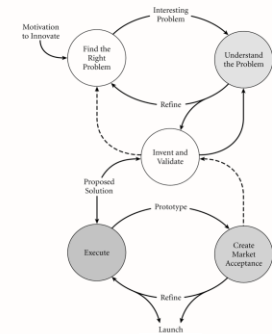 Interesting
Problem
Motivation
to Innovate
Find the
Right
Problem
Understand
the Problem
Refine
Invent and
Validate
Proposed
Solution
Prototype
Execute
Create
Market
Acceptance
Refine
Launch